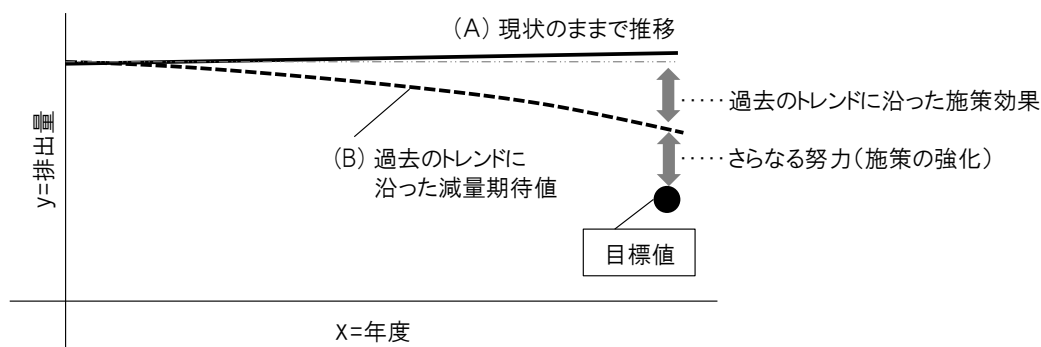 (A) 現状のままで推移
‥‥‥過去のトレンドに沿った施策効果
(B) 過去のトレンドに
沿った減量期待値
‥‥‥さらなる努力(施策の強化)
目標値
y=排出量
X=年度